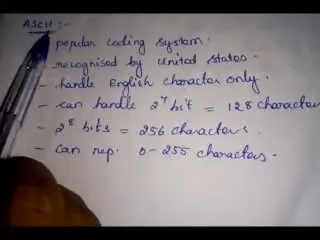 ASCII :-
popular coding system.
recognised by United States.
- handle English character only.
- can handle 2⁷ bit = 128 character
- 2⁸ bits = 256 characters.
- can rep. 0-255 characters.